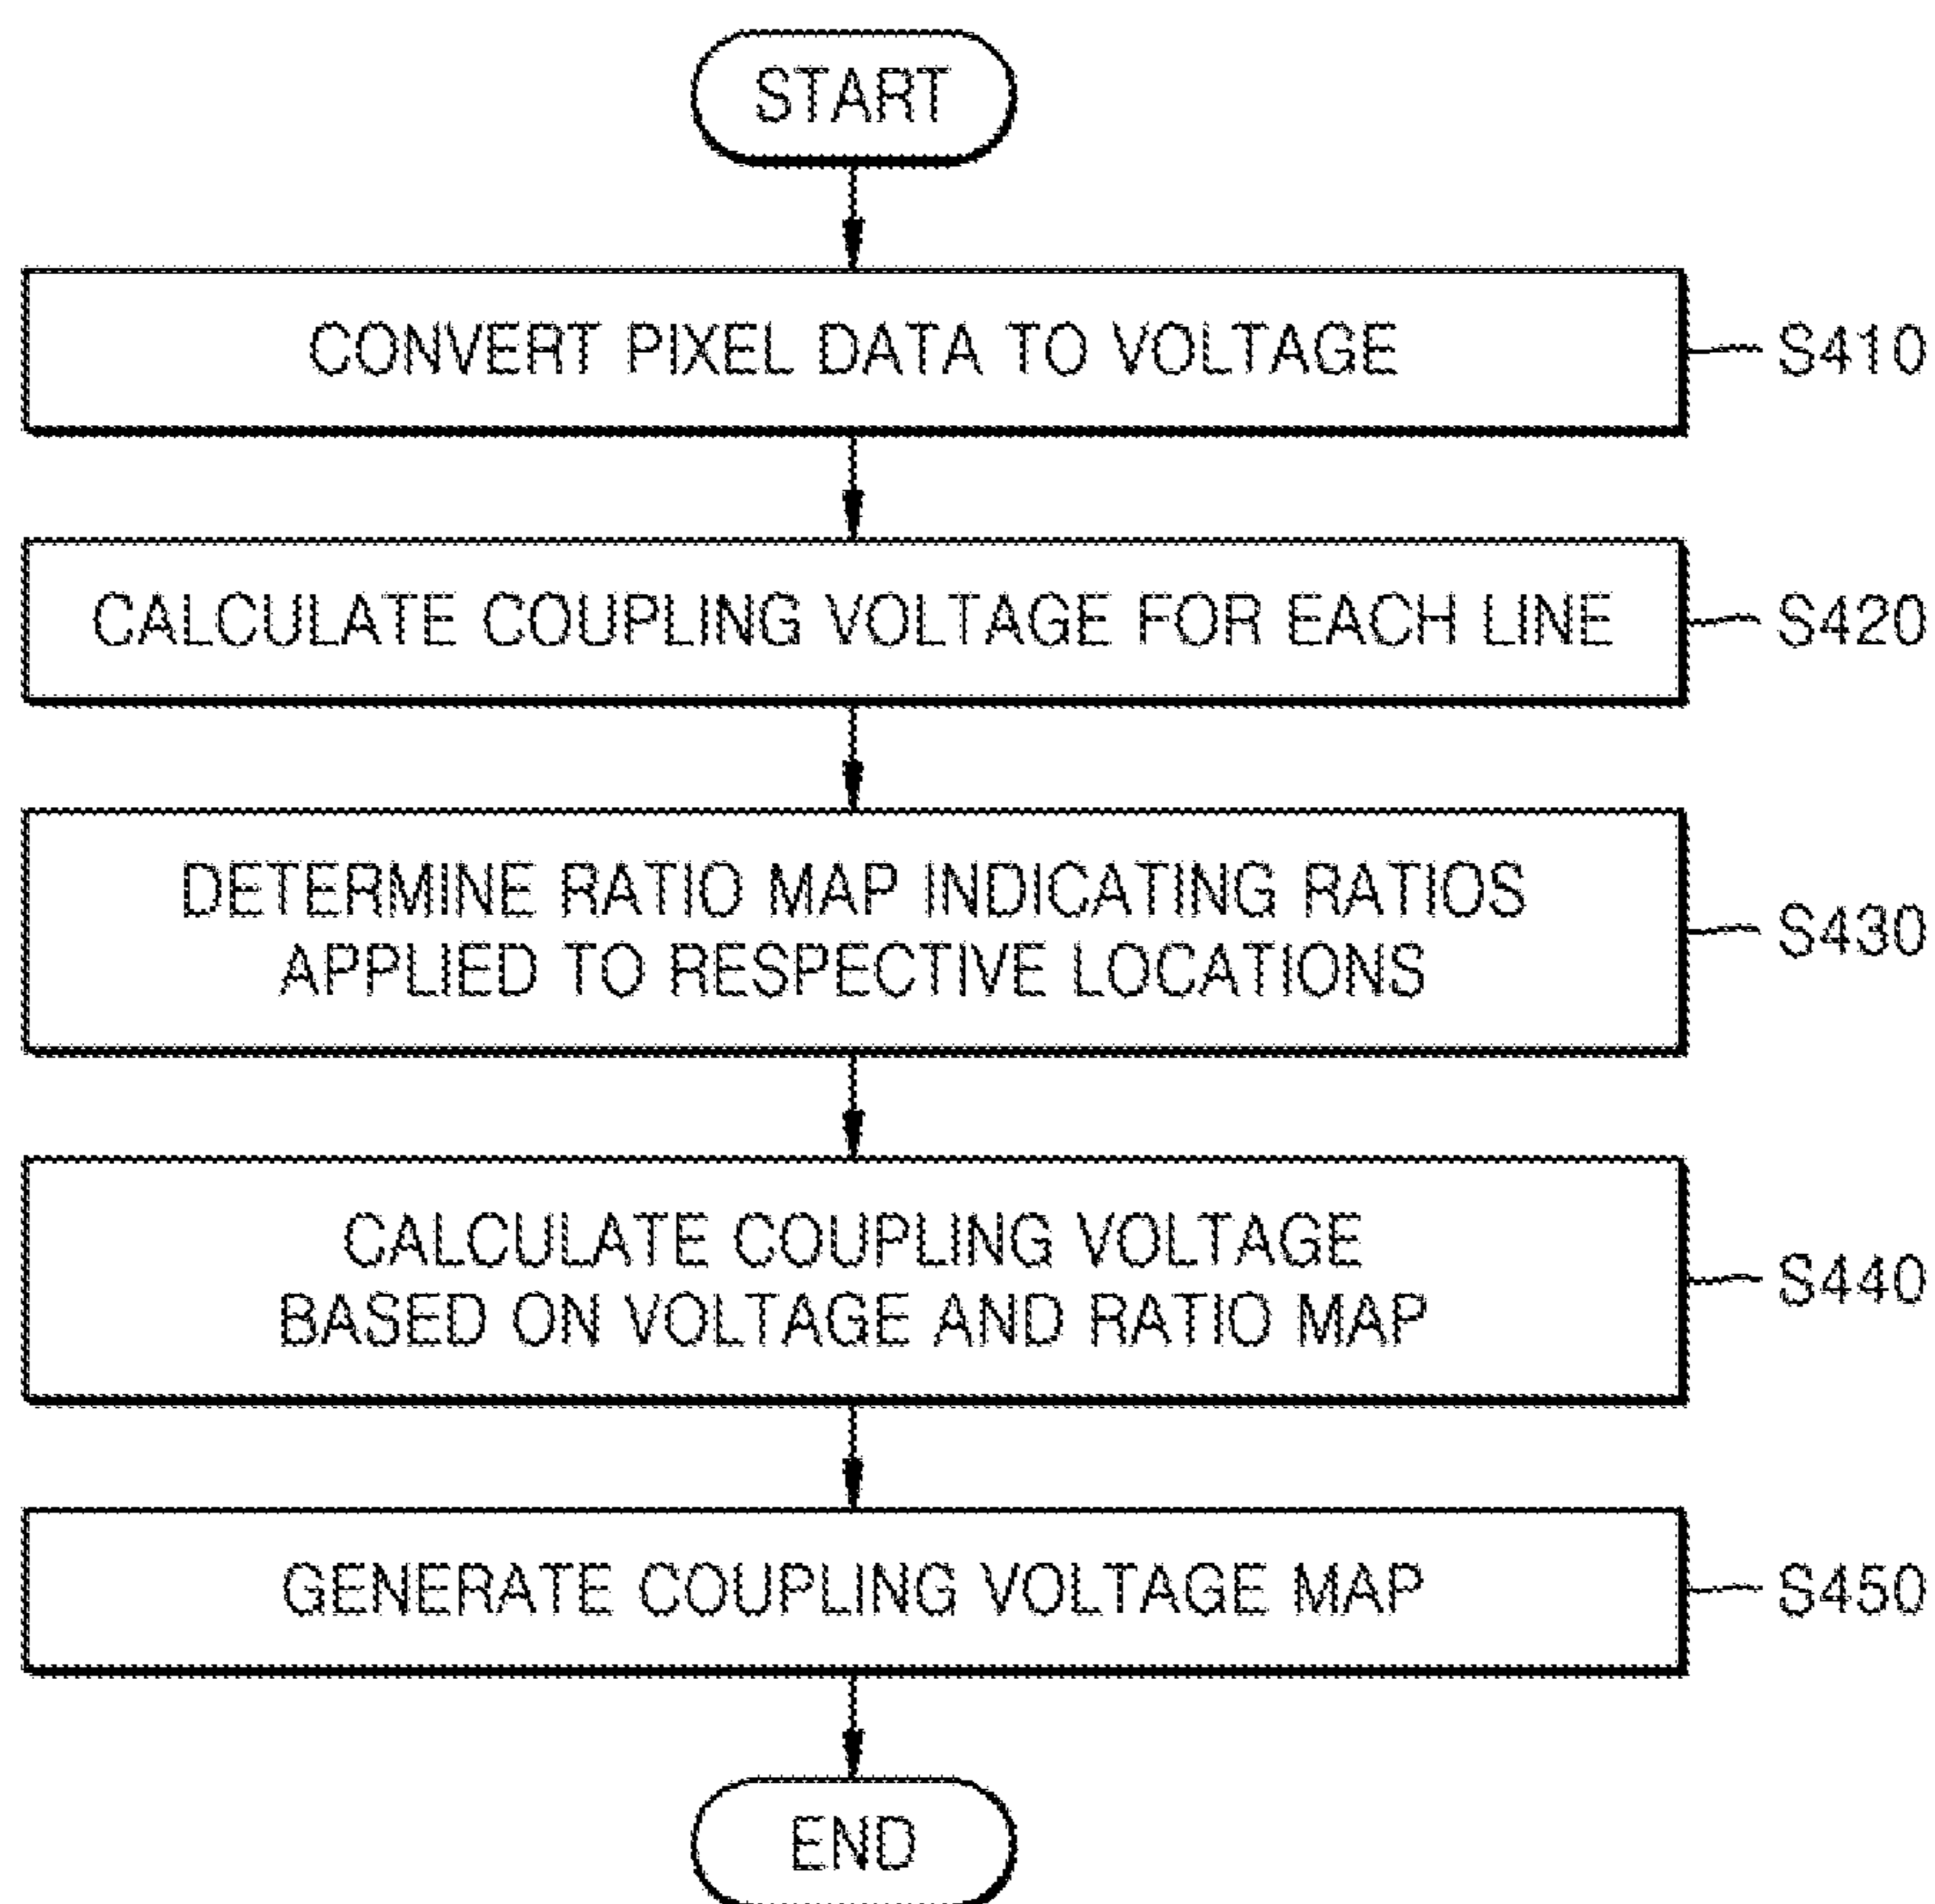 START
CONVERT PIXEL DATA TO VOLTAGE
S410
CALCULATE COUPLING VOLTAGE FOR EACH LINE
S420
DETERMINE RATIO MAP INDICATING RATIOS
APPLIED TO RESPECTIVE LOCATIONS
S430
CALCULATE COUPLING VOLTAGE
BASED ON VOLTAGE AND RATIO MAP
S440
GENERATE COUPLING VOLTAGE MAP
S450
END